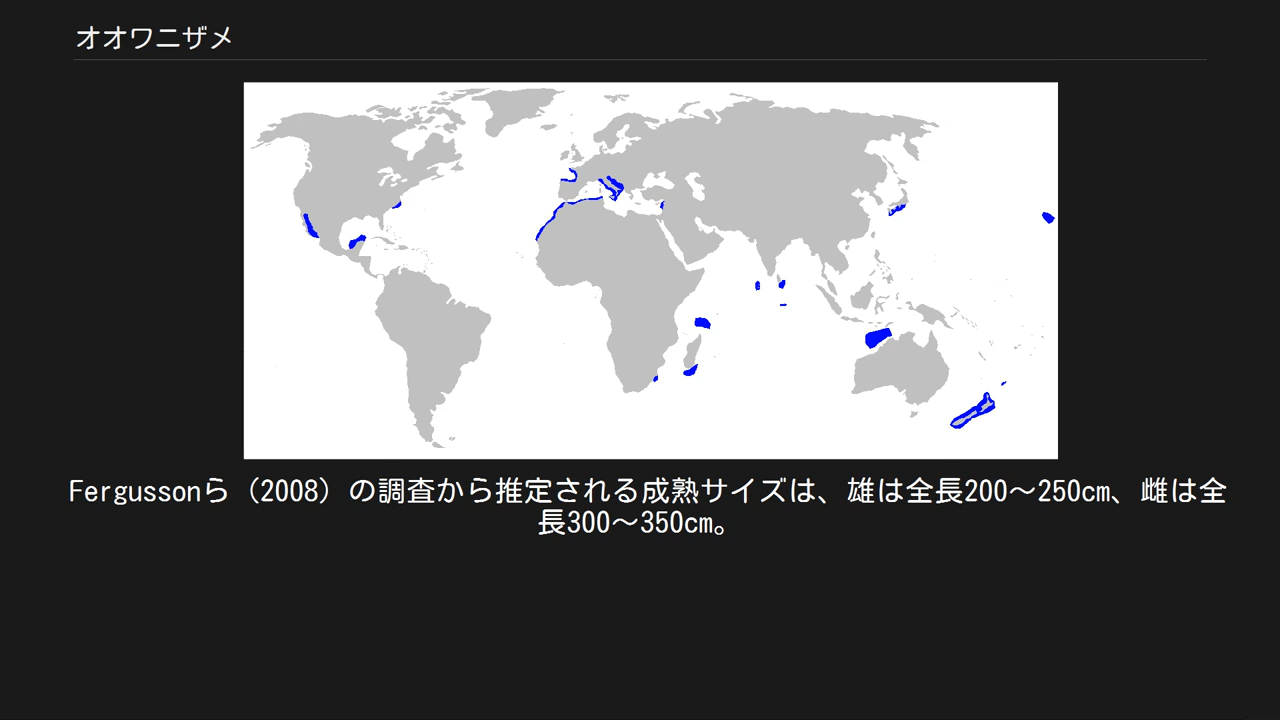 オオワニザメ
Fergussonら（2008）の調査から推定される成熟サイズは、雄は全長200～250cm、雌は全
長300～350cm。